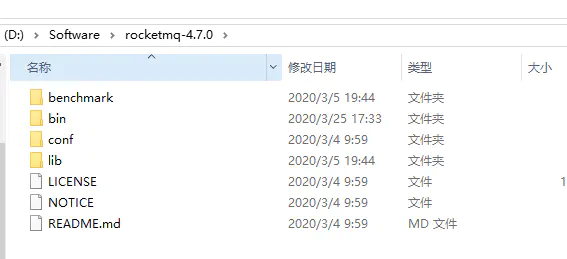 (D:) > Software > rocketmq-4.7.0 >
名称 修改日期 类型 大小
benchmark 2020/3/5 19:44 文件夹
bin 2020/3/25 17:33 文件夹
conf 2020/3/4 9:59 文件夹
lib 2020/3/5 19:44 文件夹
LICENSE 2020/3/4 9:59 文件 1
NOTICE 2020/3/4 9:59 文件
README.md 2020/3/4 9:59 MD 文件